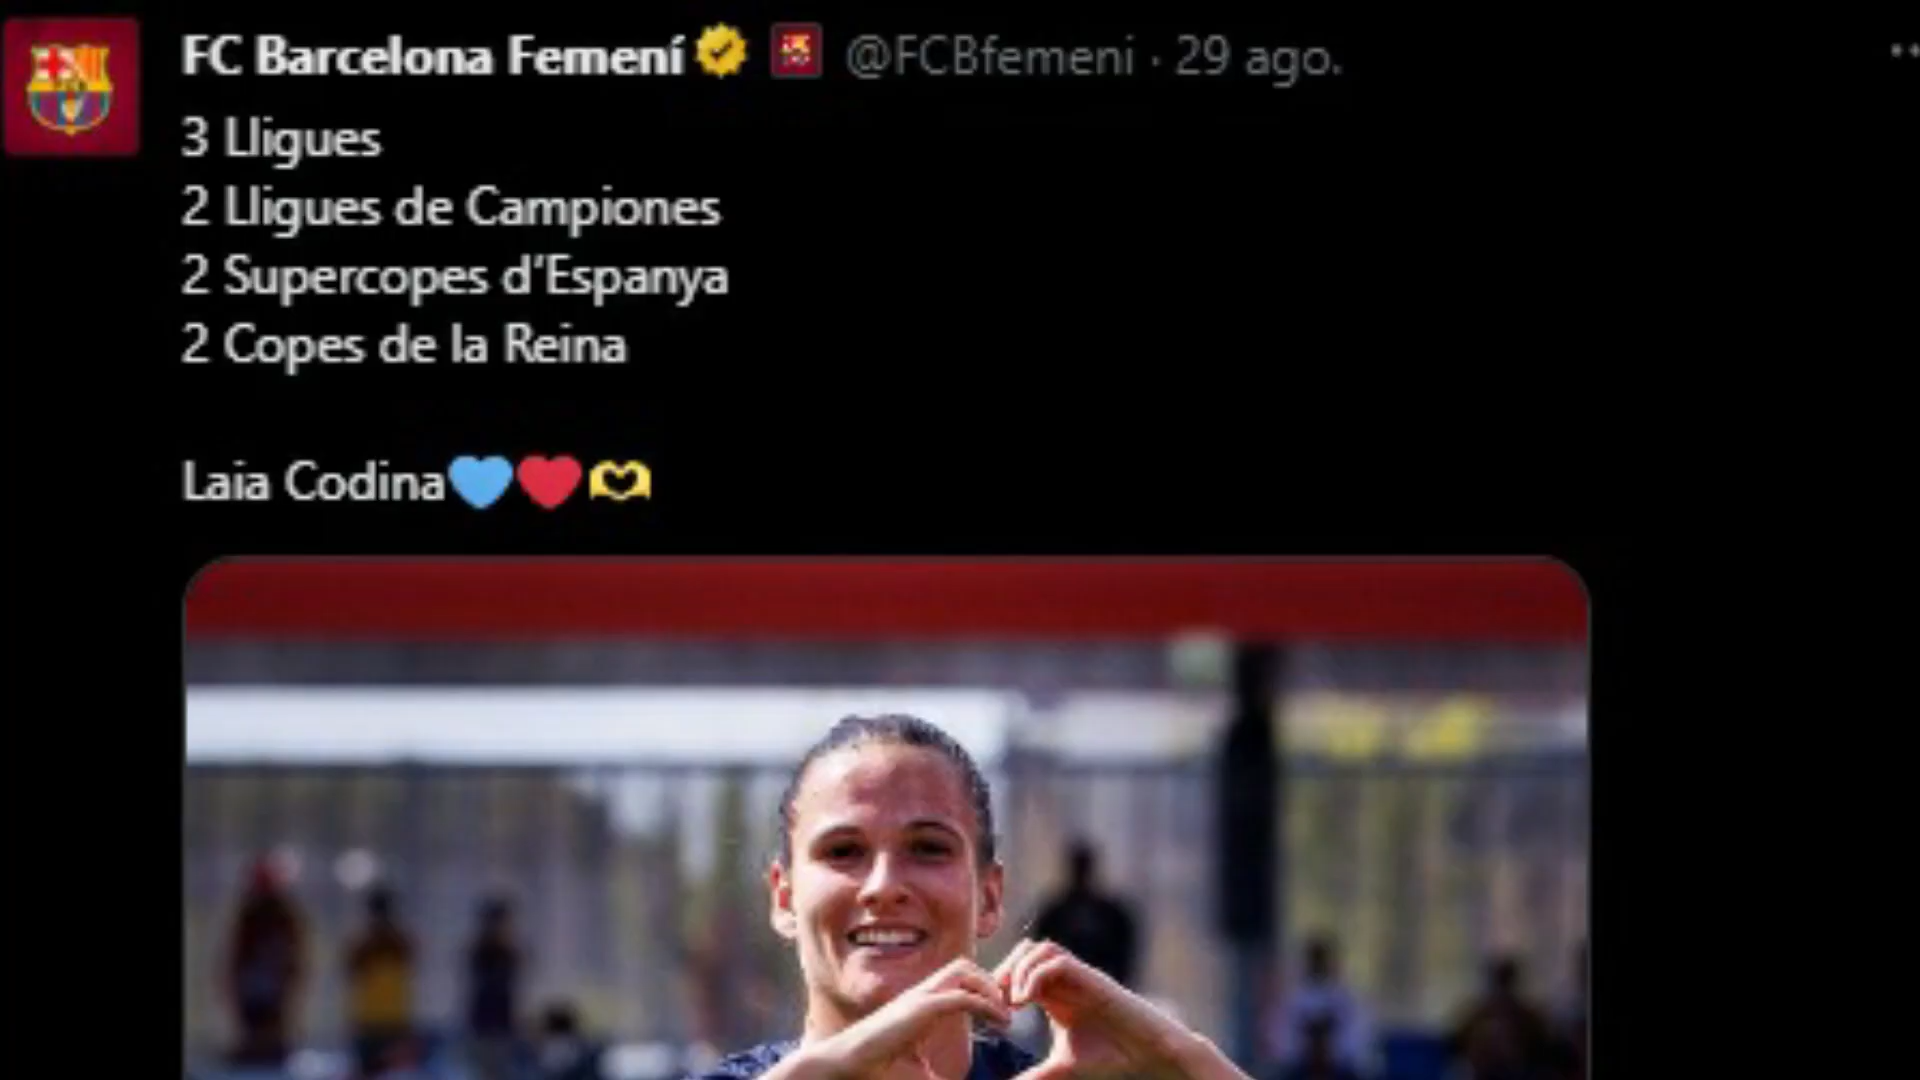 FC Barcelona Femení @FCBfemeni · 29 ago.
3 Lligues
2 Lligues de Campiones
2 Supercopes d’Espanya
2 Copes de la Reina
Laia Codina💙❤️🫶